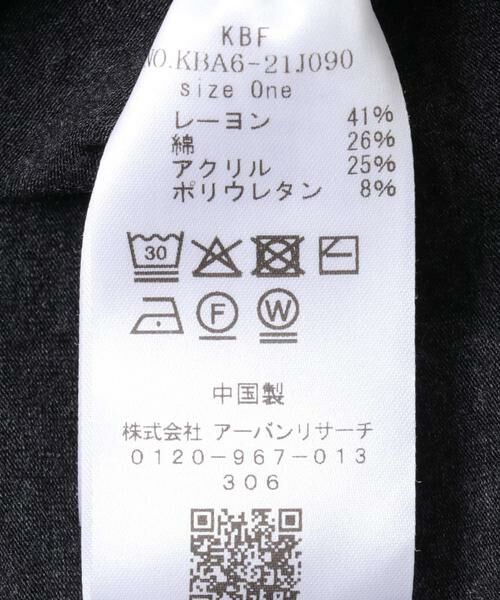 KBF
NO.KBA6-21J090
size One
レーヨン 41%
綿 26%
アクリル 25%
ポリウレタン 8%
30
F W
中国製
株式会社 アーバンリサーチ
0120-967-013
306